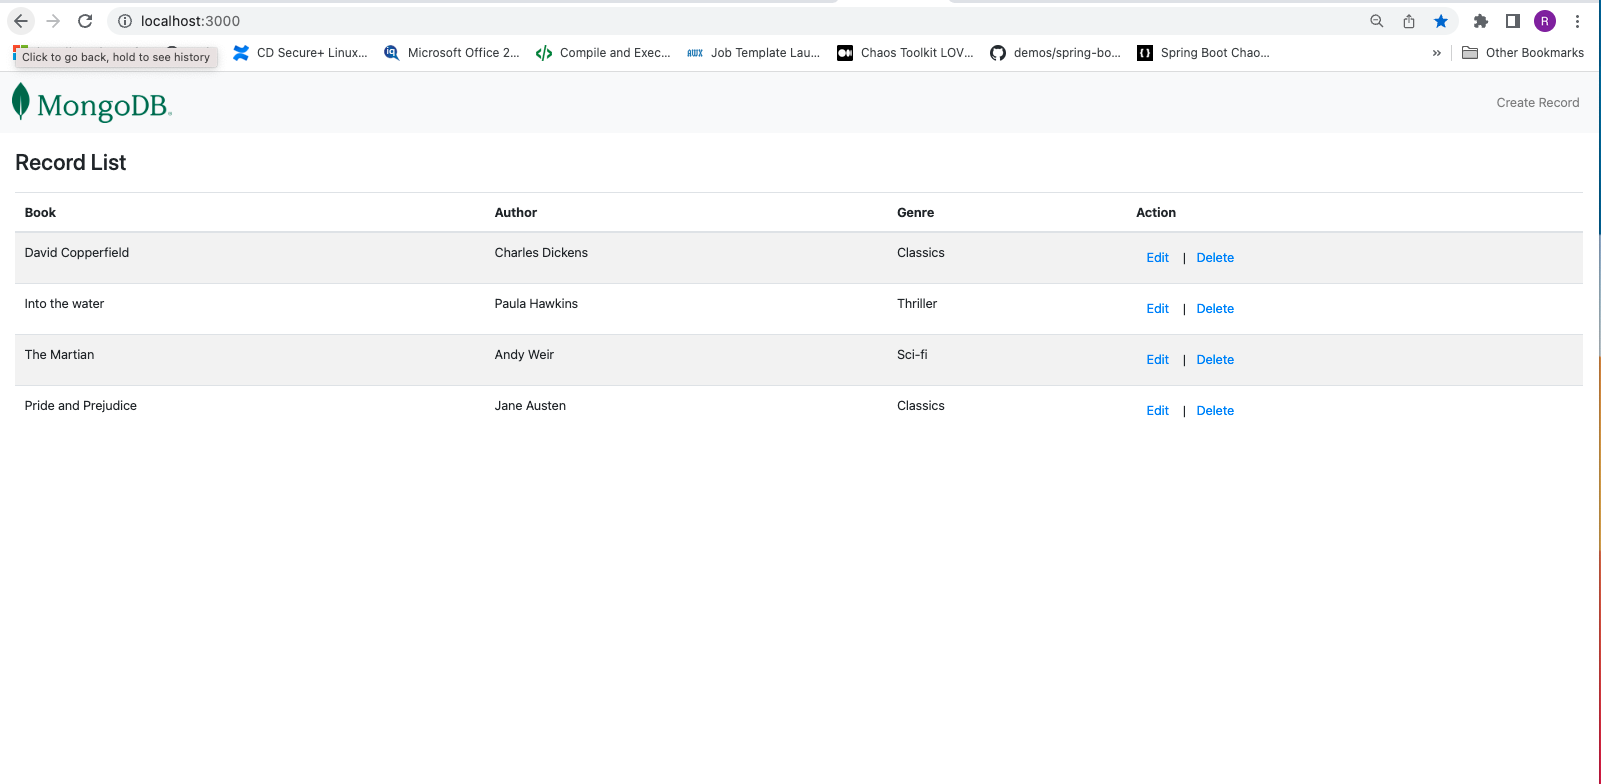 localhost:3000
R
Click to go back, hold to see history
CD Secure+ Linux...
Microsoft Office 2...
Compile and Exec...
AWX Job Template Lau...
Chaos Toolkit LOV...
demos/spring-bo...
Spring Boot Chao...
»
Other Bookmarks
MongoDB
Create Record
Record List
Book Author Genre Action
David Copperfield Charles Dickens Classics Edit | Delete
Into the water Paula Hawkins Thriller Edit | Delete
The Martian Andy Weir Sci-fi Edit | Delete
Pride and Prejudice Jane Austen Classics Edit | Delete